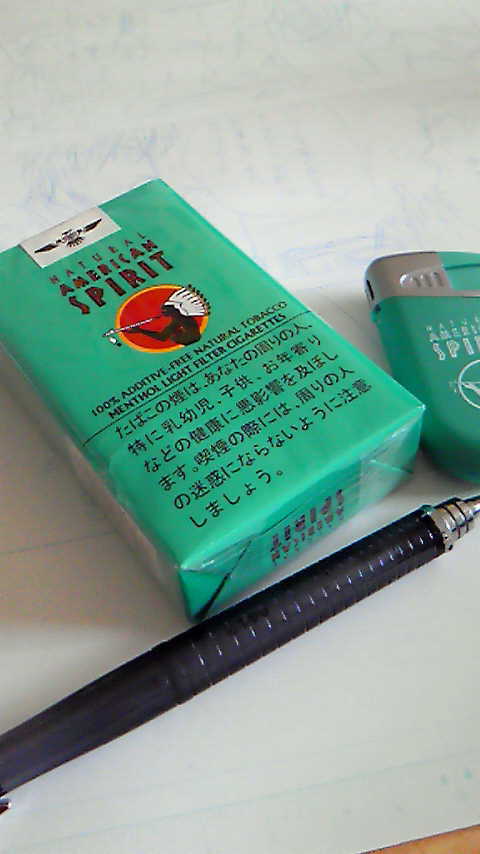 NATURAL
AMERICAN
SPIRIT
100% ADDITIVE-FREE NATURAL TOBACCO
MENTHOL LIGHT FILTER CIGARETTES
たばこの煙は、あなたの周りの人、
特に乳幼児、子供、お年寄り
などの健康に悪影響を及ぼし
ます。喫煙の際には、周りの人
の迷惑にならないように注意
しましょう。
AMERICAN
SPIRIT